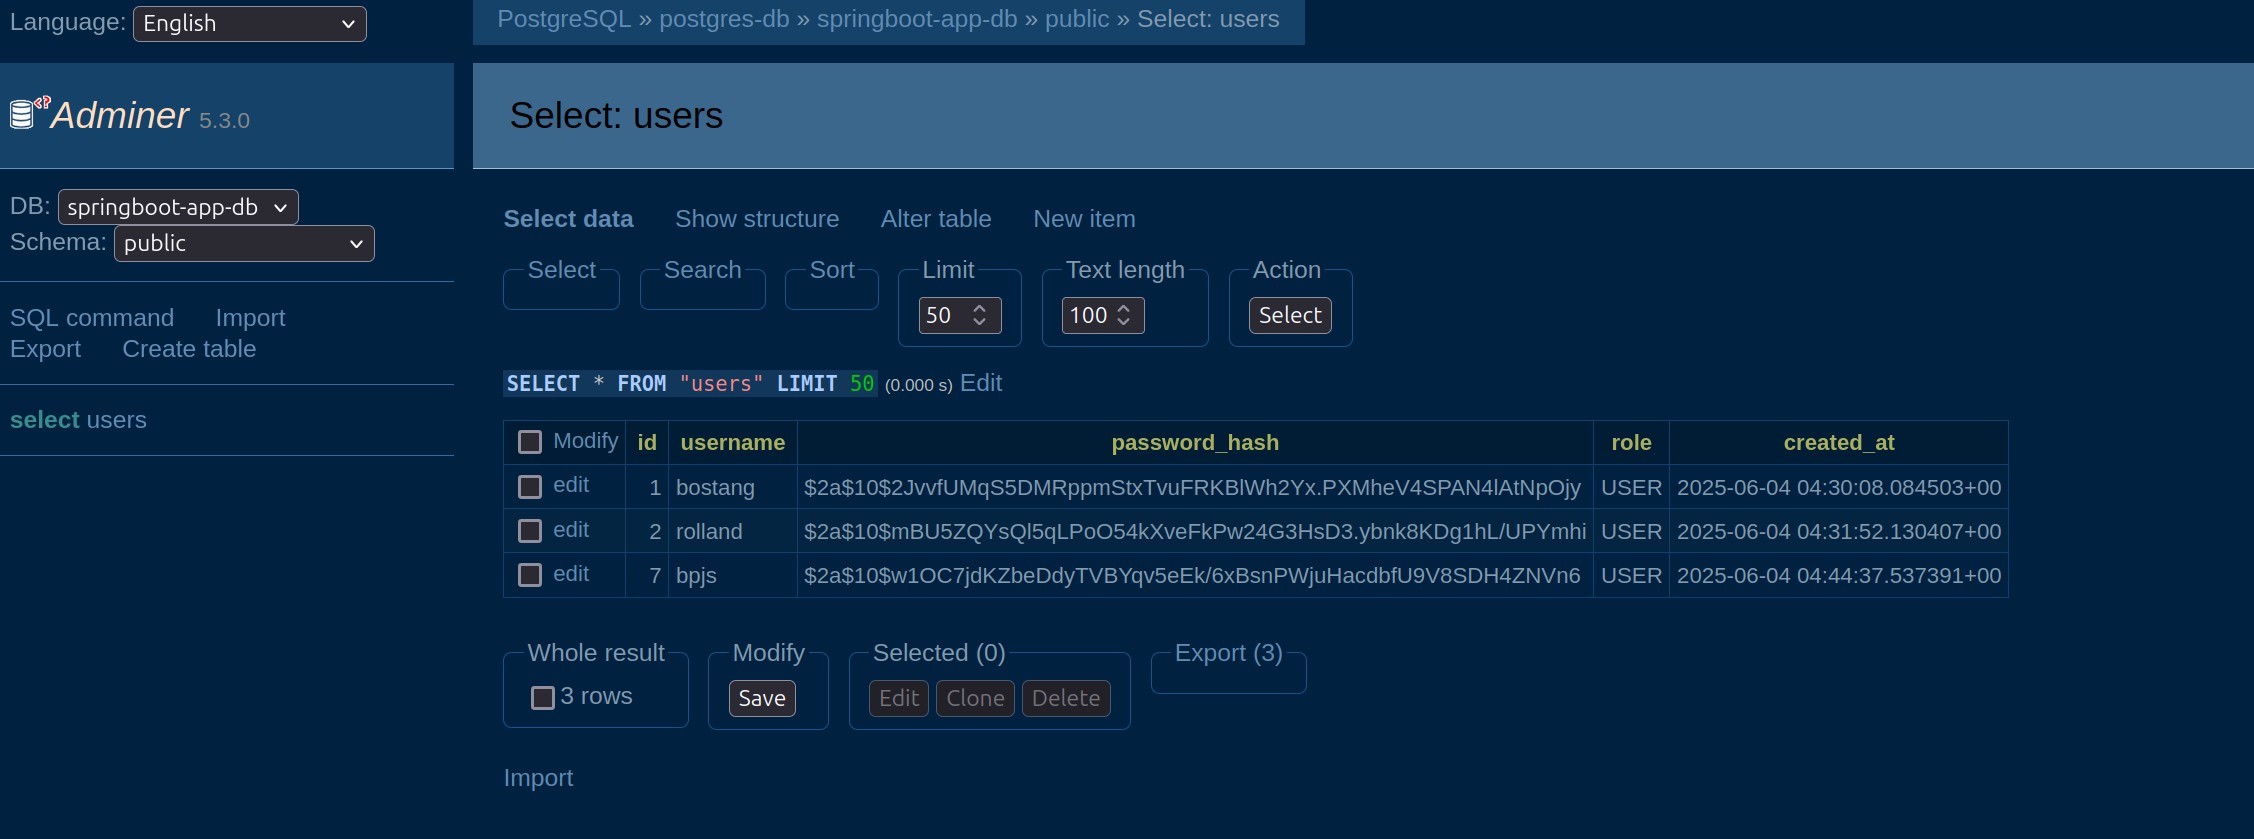 Language: English
PostgreSQL » postgres-db » springboot-app-db » public » Select: users
Adminer 5.3.0
Select: users
DB: springboot-app-db
Schema: public
SQL command Import
Export Create table
select users
Select data Show structure Alter table New item
Select Search Sort Limit Text length Action
50 100 Select
SELECT * FROM "users" LIMIT 50 (0.000 s) Edit
Modify id username password_hash role created_at
edit 1 bostang $2a$10$2JvvfUMqS5DMRppmStxTvuFRKBlWh2Yx.PXMheV4SPAN4lAtNpOjy USER 2025-06-04 04:30:08.084503+00
edit 2 rolland $2a$10$mBU5ZQYsQl5qLPoO54kXveFkPw24G3HsD3.ybnk8KDg1hL/UPYmhi USER 2025-06-04 04:31:52.130407+00
edit 7 bpjs $2a$10$w1OC7jdKZbeDdyTVBYqv5eEk/6xBsnPWjuHacdbfU9V8SDH4ZNVn6 USER 2025-06-04 04:44:37.537391+00
Whole result Modify Selected (0) Export (3)
3 rows Save Edit Clone Delete
Import